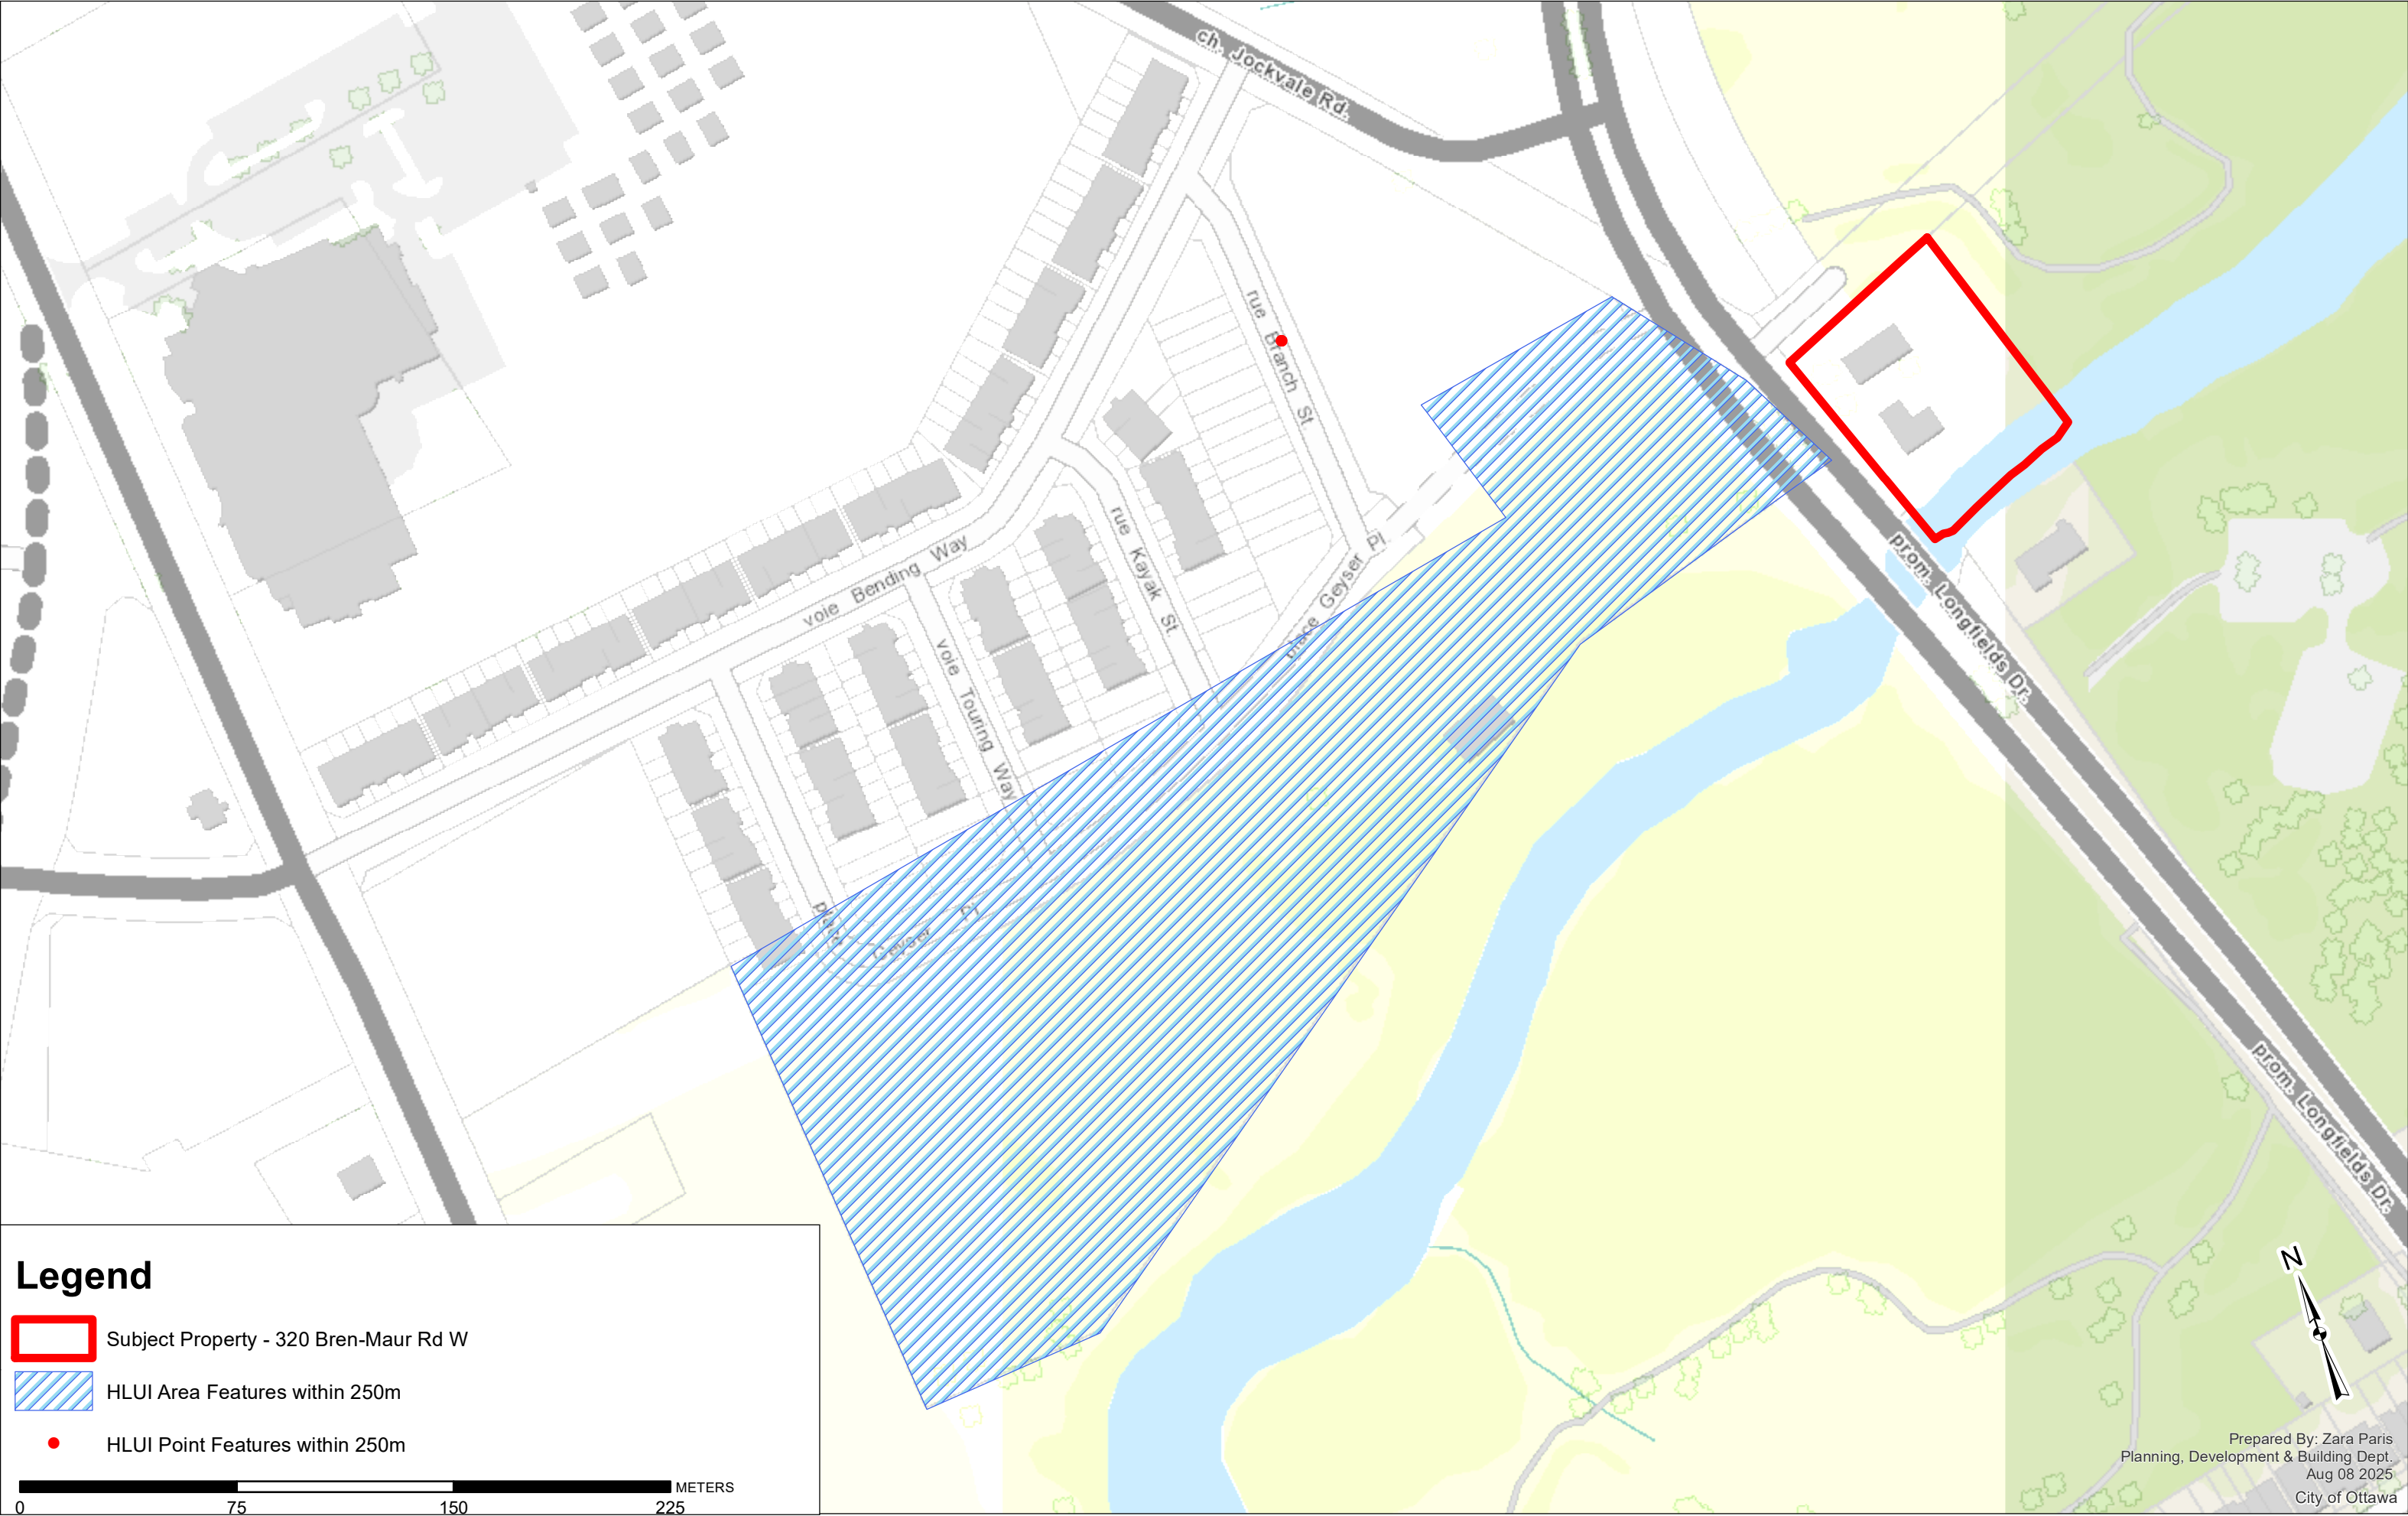 ch. Jockvale Rd.
rue Branch St
voie Bending Way
rue Kayak St
place Geyser Pl
voie Touring Way
prom. Longfields Dr.
place Geyser Pl
prom. Longfields Dr.
Legend
Subject Property - 320 Bren-Maur Rd W
HLUI Area Features within 250m
HLUI Point Features within 250m
METERS
0 75 150 225
N
Prepared By: Zara Paris
Planning, Development & Building Dept.
Aug 08 2025
City of Ottawa